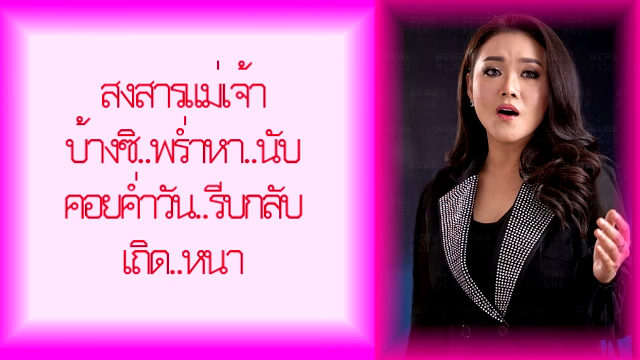 สงสารแม่เจ้า
บ้างซิ..พร่ำหา..นับ
คอยค่ำวัน..รีบกลับ
เถิด..หนา